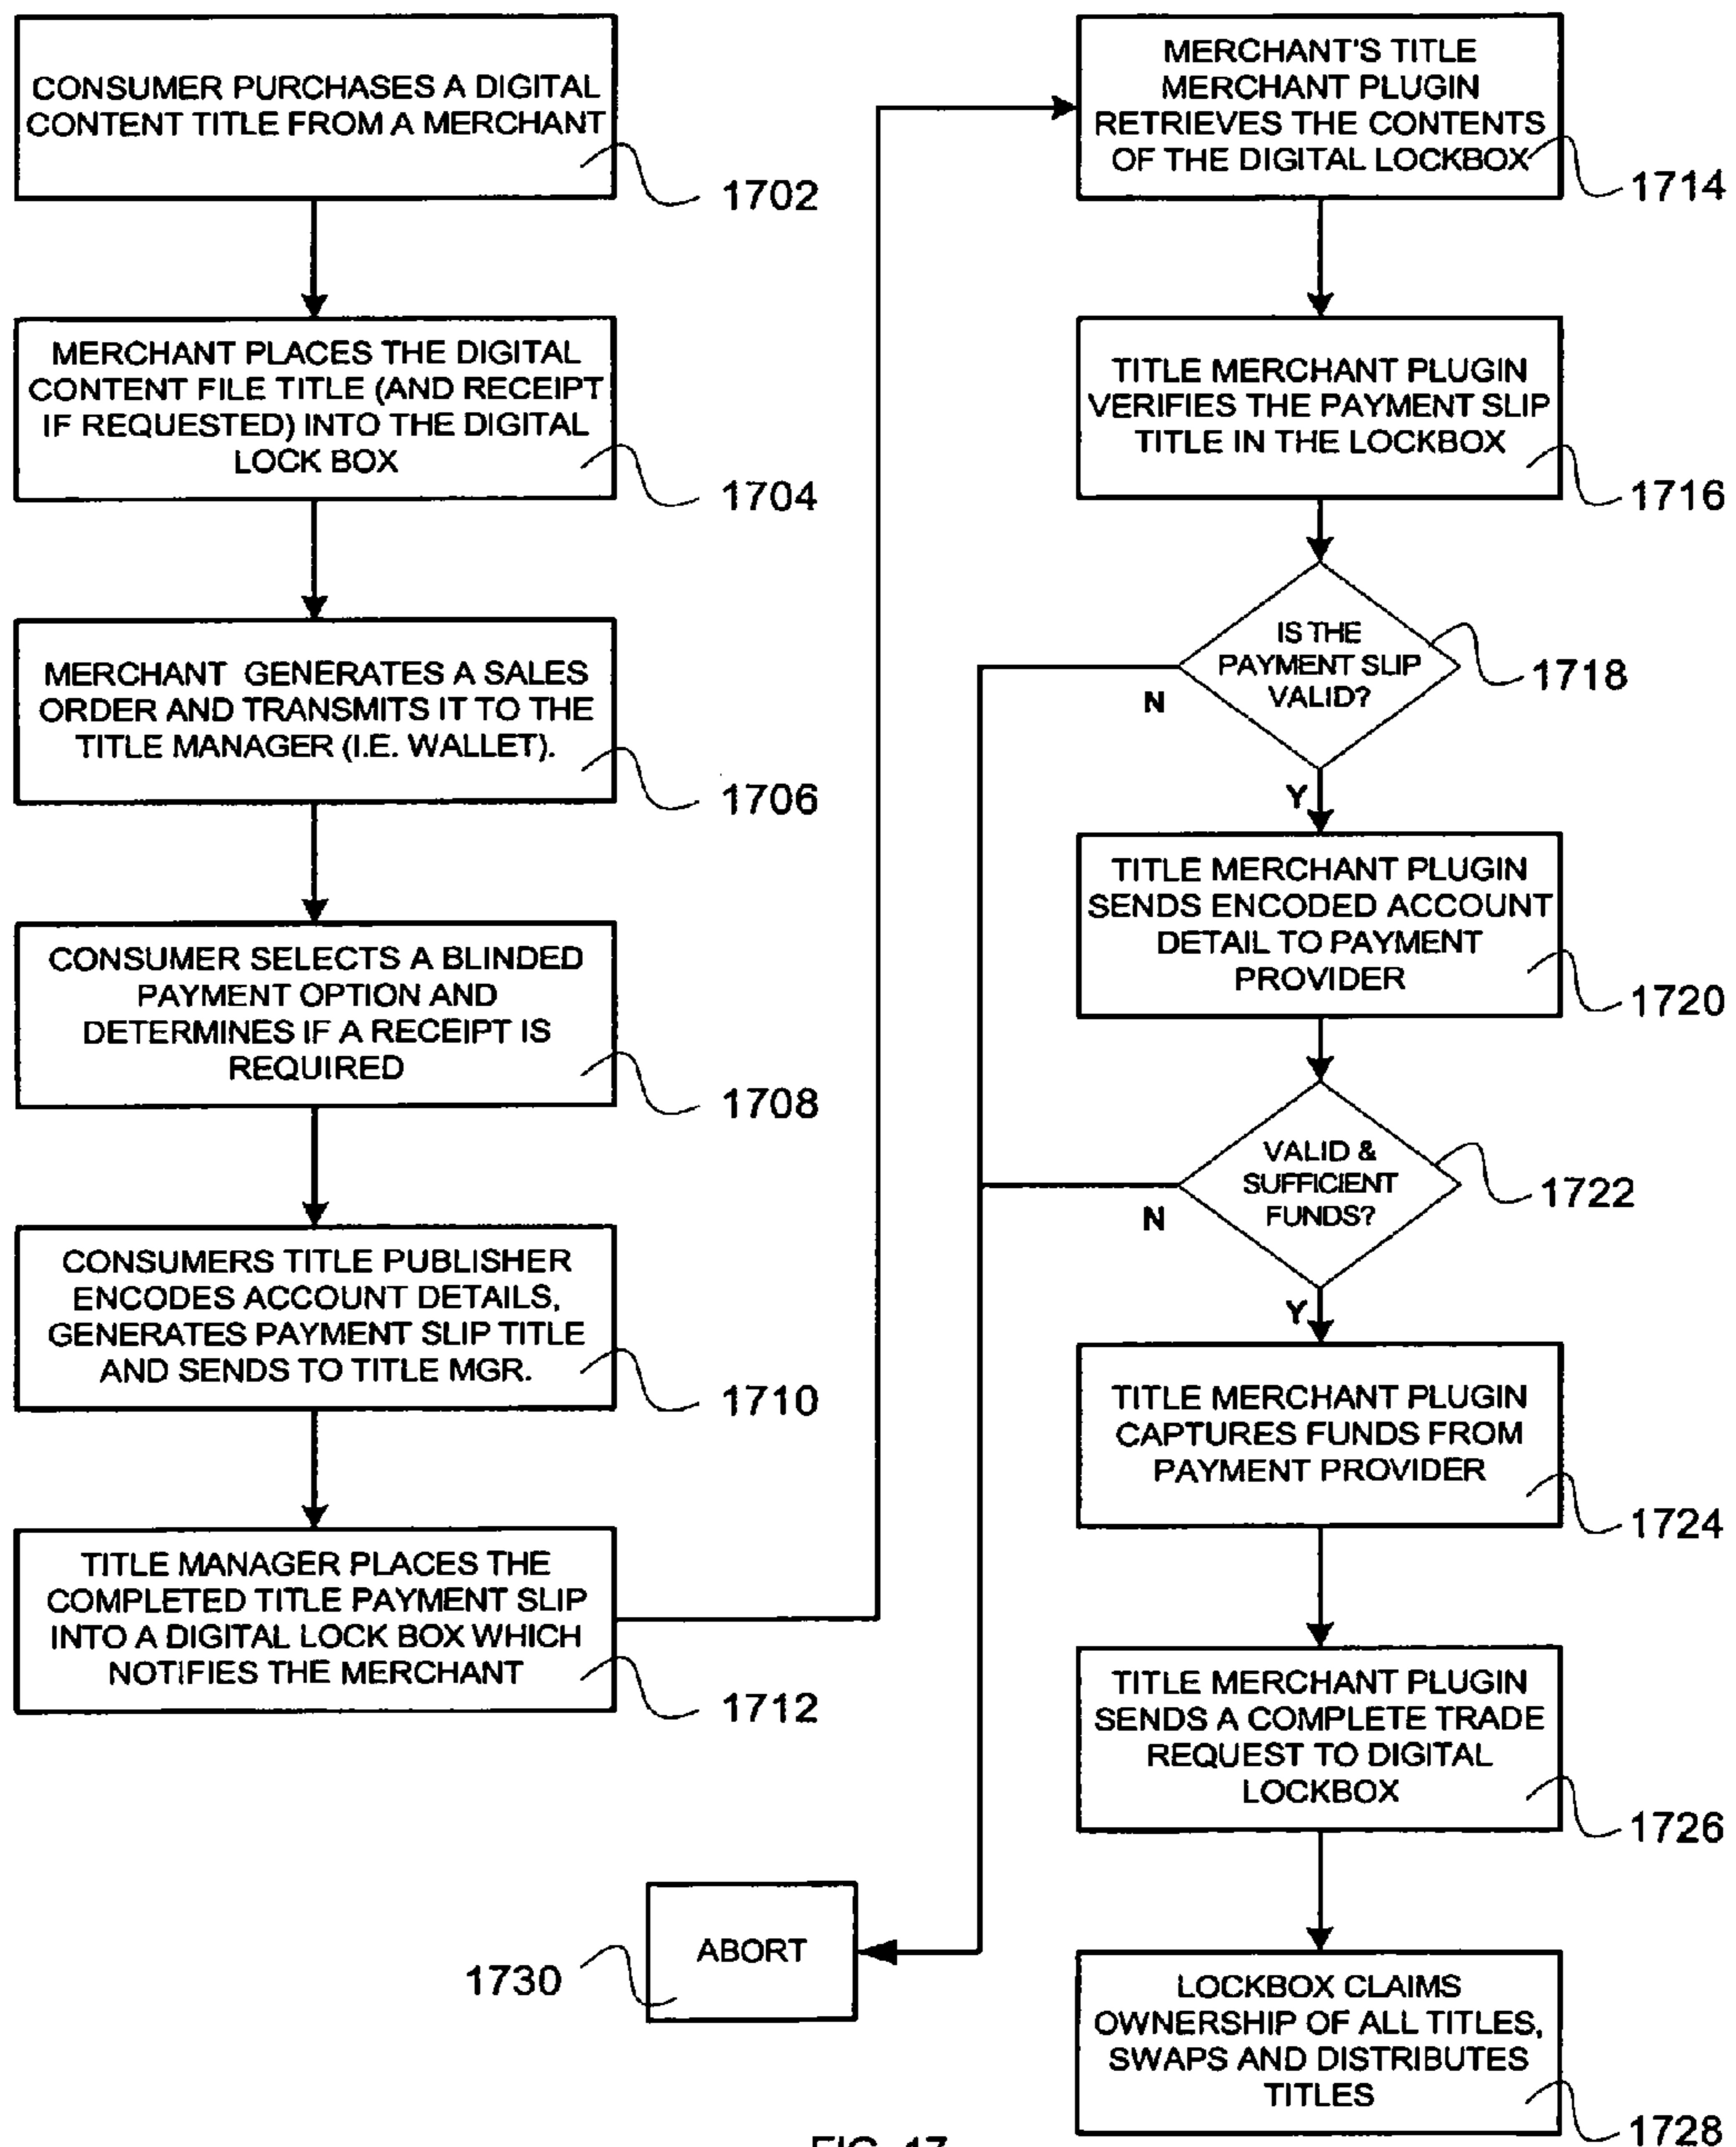 CONSUMER PURCHASES A DIGITAL
CONTENT TITLE FROM A MERCHANT
1702
MERCHANT PLACES THE DIGITAL
CONTENT FILE TITLE (AND RECEIPT
IF REQUESTED) INTO THE DIGITAL
LOCK BOX
1704
MERCHANT GENERATES A SALES
ORDER AND TRANSMITS IT TO THE
TITLE MANAGER (I.E. WALLET).
1706
CONSUMER SELECTS A BLINDED
PAYMENT OPTION AND
DETERMINES IF A RECEIPT IS
REQUIRED
1708
CONSUMERS TITLE PUBLISHER
ENCODES ACCOUNT DETAILS,
GENERATES PAYMENT SLIP TITLE
AND SENDS TO TITLE MGR.
1710
TITLE MANAGER PLACES THE
COMPLETED TITLE PAYMENT SLIP
INTO A DIGITAL LOCK BOX WHICH
NOTIFIES THE MERCHANT
1712
MERCHANT'S TITLE
MERCHANT PLUGIN
RETRIEVES THE CONTENTS
OF THE DIGITAL LOCKBOX
1714
TITLE MERCHANT PLUGIN
VERIFIES THE PAYMENT SLIP
TITLE IN THE LOCKBOX
1716
IS THE
PAYMENT SLIP
VALID?
1718
N
Y
TITLE MERCHANT PLUGIN
SENDS ENCODED ACCOUNT
DETAIL TO PAYMENT
PROVIDER
1720
VALID &
SUFFICIENT
FUNDS?
1722
N
Y
TITLE MERCHANT PLUGIN
CAPTURES FUNDS FROM
PAYMENT PROVIDER
1724
TITLE MERCHANT PLUGIN
SENDS A COMPLETE TRADE
REQUEST TO DIGITAL
LOCKBOX
1726
ABORT
1730
LOCKBOX CLAIMS
OWNERSHIP OF ALL TITLES,
SWAPS AND DISTRIBUTES
TITLES
1728
FIG. 17